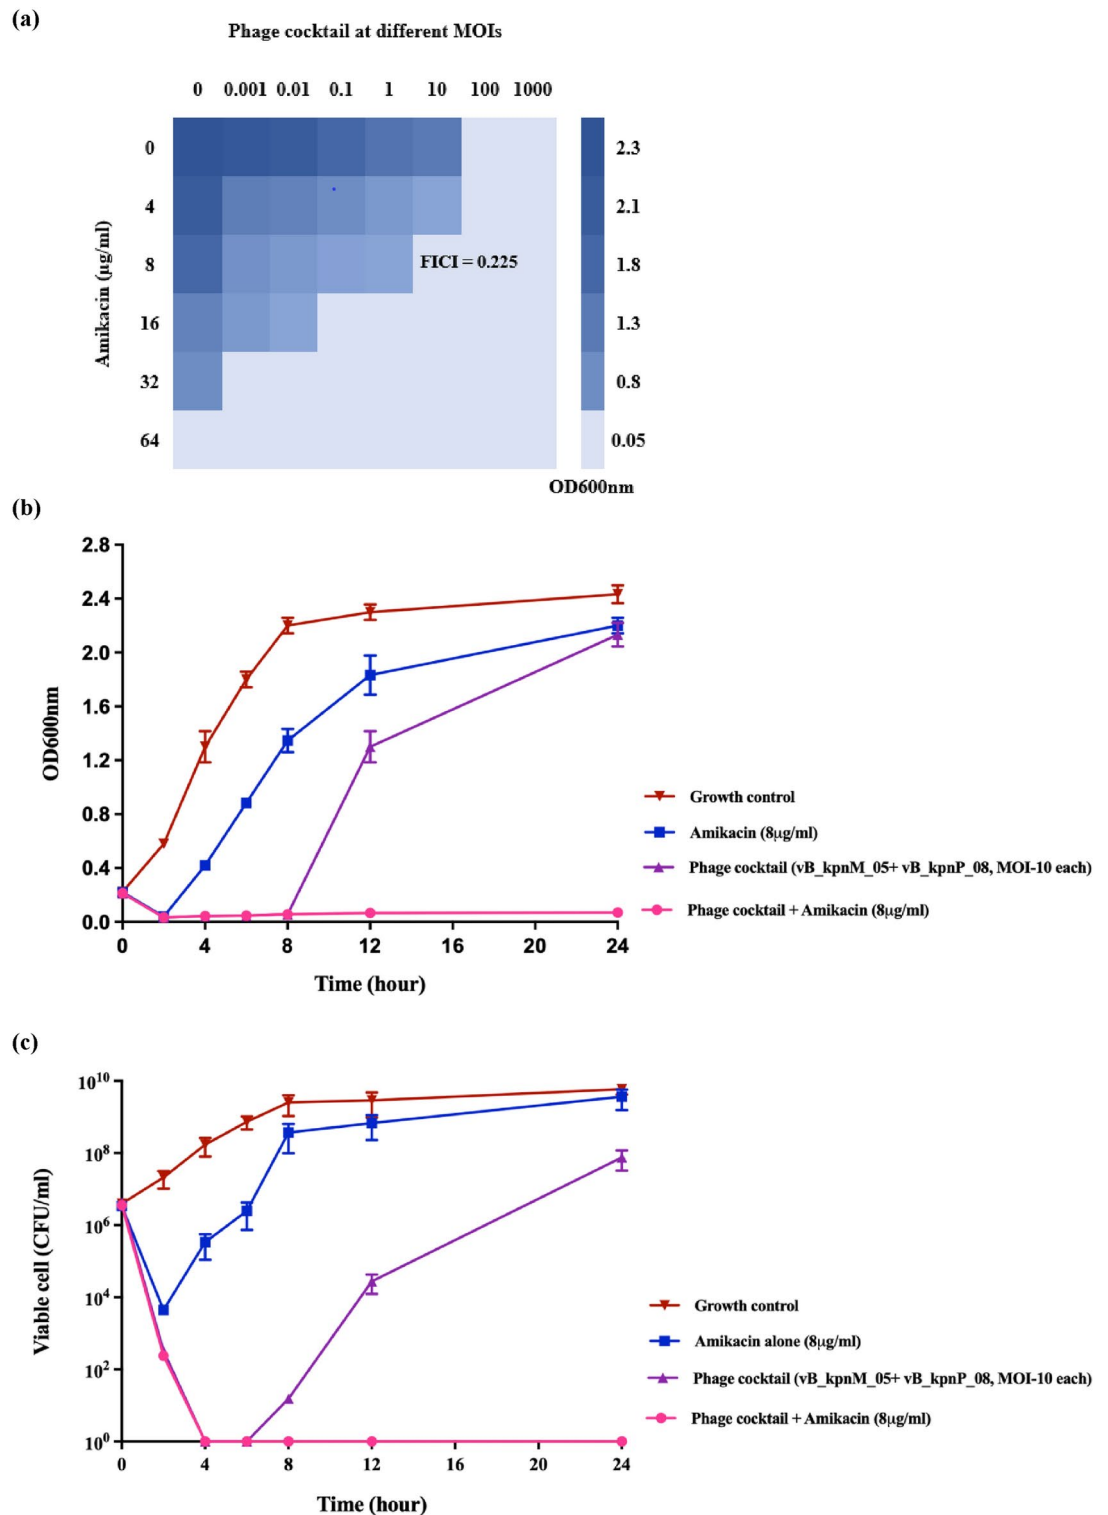 (a)
Phage cocktail at different MOIs
0 0.001 0.01 0.1 1 10 100 1000
Amikacin (µg/ml)
0
4
8
16
32
64
FICI = 0.225
2.3
2.1
1.8
1.3
0.8
0.05
OD600nm
(b)
OD600nm
2.8
2.4
2.0
1.6
1.2
0.8
0.4
0.0
0 4 8 12 16 20 24
Time (hour)
Growth control
Amikacin (8µg/ml)
Phage cocktail (vB_kpnM_05+ vB_kpnP_08, MOI-10 each)
Phage cocktail + Amikacin (8µg/ml)
(c)
Viable cell (CFU/ml)
10¹⁰
10⁸
10⁶
10⁴
10²
10⁰
0 4 8 12 16 20 24
Time (hour)
Growth control
Amikacin alone (8µg/ml)
Phage cocktail (vB_kpnM_05+ vB_kpnP_08, MOI-10 each)
Phage cocktail + Amikacin (8µg/ml)